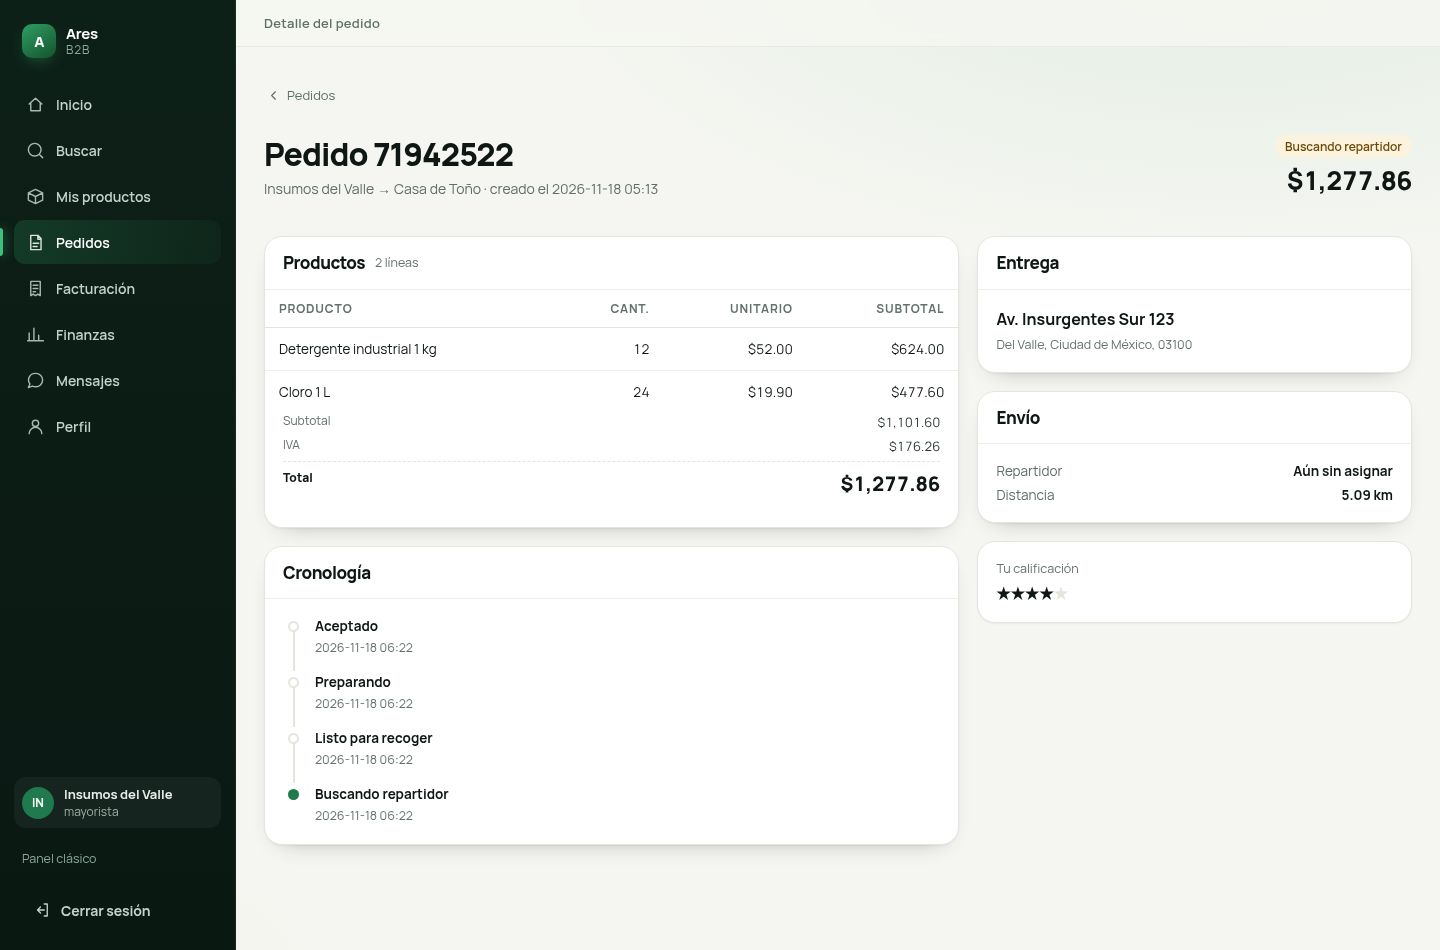 A
Ares
B2B
Inicio
Buscar
Mis productos
Pedidos
Facturación
Finanzas
Mensajes
Perfil
IN
Insumos del Valle
mayorista
Panel clásico
Cerrar sesión
Detalle del pedido
Pedidos
Pedido 71942522
Insumos del Valle → Casa de Toño · creado el 2026-11-18 05:13
Buscando repartidor
$1,277.86
Productos 2 líneas
PRODUCTO CANT. UNITARIO SUBTOTAL
Detergente industrial 1 kg 12 $52.00 $624.00
Cloro 1 L 24 $19.90 $477.60
Subtotal $1,101.60
IVA $176.26
Total $1,277.86
Cronología
Aceptado
2026-11-18 06:22
Preparando
2026-11-18 06:22
Listo para recoger
2026-11-18 06:22
Buscando repartidor
2026-11-18 06:22
Entrega
Av. Insurgentes Sur 123
Del Valle, Ciudad de México, 03100
Envío
Repartidor Aún sin asignar
Distancia 5.09 km
Tu calificación
★★★★★